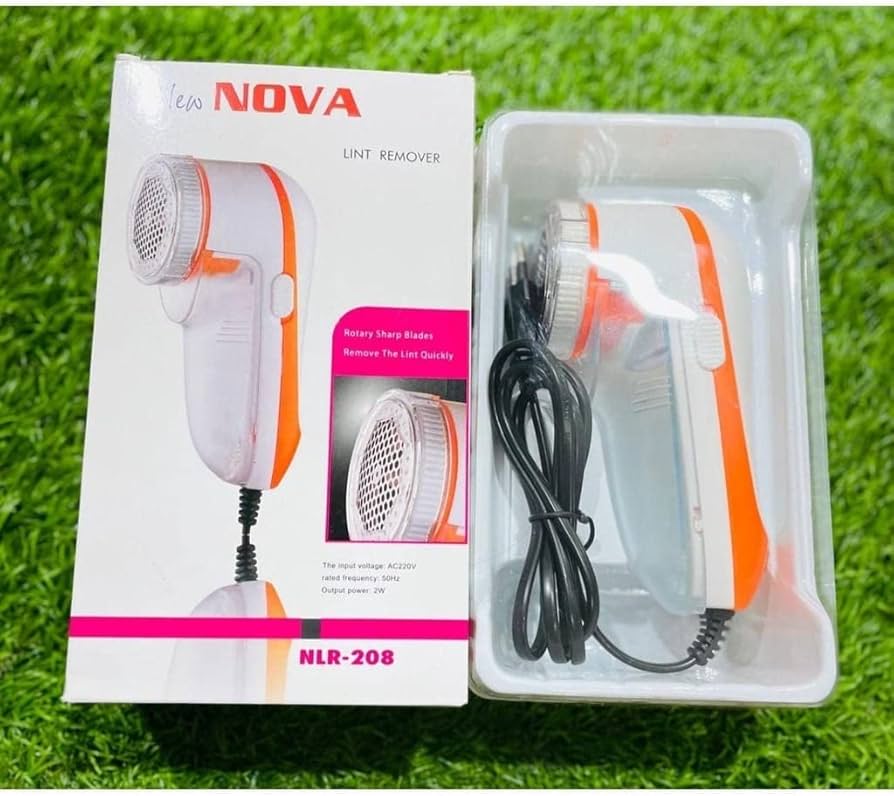 New NOVA
LINT REMOVER
Rotary Sharp Blades
Remove The Lint Quickly
The input voltage: AC220V
rated frequency: 50Hz
Output power: 2W
NLR-208